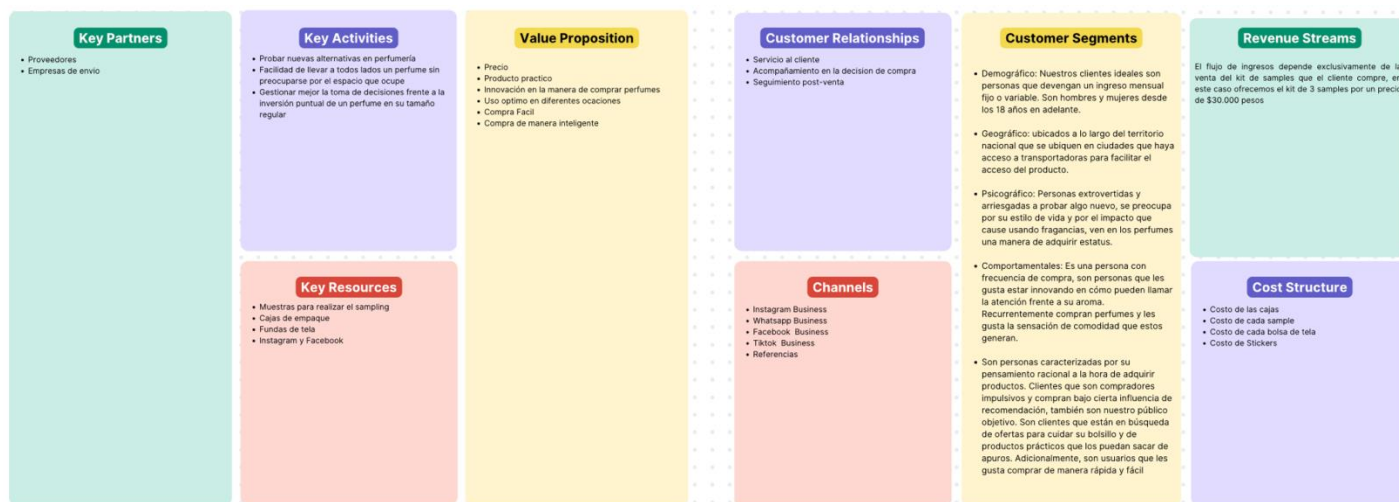 Key Partners
• Proveedores
• Empresas de envio
Key Activities
• Probar nuevas alternativas en perfumería
• Facilidad de llevar a todos lados un perfume sin
preocuparse por el espacio que ocupe
• Gestionar mejor la toma de decisiones frente a la
inversión puntual de un perfume en su tamaño
regular
Key Resources
• Muestras para realizar el sampling
• Cajas de empaque
• Fundas de tela
• Instagram y Facebook
Value Proposition
• Precio
• Producto practico
• Innovación en la manera de comprar perfumes
• Uso optimo en diferentes ocaciones
• Compra Facil
• Compra de manera inteligente
Customer Relationships
• Servicio al cliente
• Acompañamiento en la decision de compra
• Seguimiento post-venta
Channels
• Instagram Business
• Whatsapp Business
• Facebook Business
• Tiktok Business
• Referencias
Customer Segments
• Demográfico: Nuestros clientes ideales son
personas que devengan un ingreso mensual
fijo o variable. Son hombres y mujeres desde
los 18 años en adelante.
• Geográfico: ubicados a lo largo del territorio
nacional que se ubiquen en ciudades que haya
acceso a transportadoras para facilitar el
acceso del producto.
• Psicográfico: Personas extrovertidas y
arriesgadas a probar algo nuevo, se preocupa
por su estilo de vida y por el impacto que
cause usando fragancias, ven en los perfumes
una manera de adquirir estatus.
• Comportamentales: Es una persona con
frecuencia de compra, son personas que les
gusta estar innovando en cómo pueden llamar
la atención frente a su aroma.
Recurrentemente compran perfumes y les
gusta la sensación de comodidad que estos
generan.
• Son personas caracterizadas por su
pensamiento racional a la hora de adquirir
productos. Clientes que son compradores
impulsivos y compran bajo cierta influencia de
recomendación, también son nuestro público
objetivo. Son clientes que están en búsqueda
de ofertas para cuidar su bolsillo y de
productos prácticos que los puedan sacar de
apuros. Adicionalmente, son usuarios que les
gusta comprar de manera rápida y fácil
Revenue Streams
El flujo de ingresos depende exclusivamente de la
venta del kit de samples que el cliente compre, en
este caso ofrecemos el kit de 3 samples por un precio
de $30.000 pesos
Cost Structure
• Costo de las cajas
• Costo de cada sample
• Costo de cada bolsa de tela
• Costo de Stickers